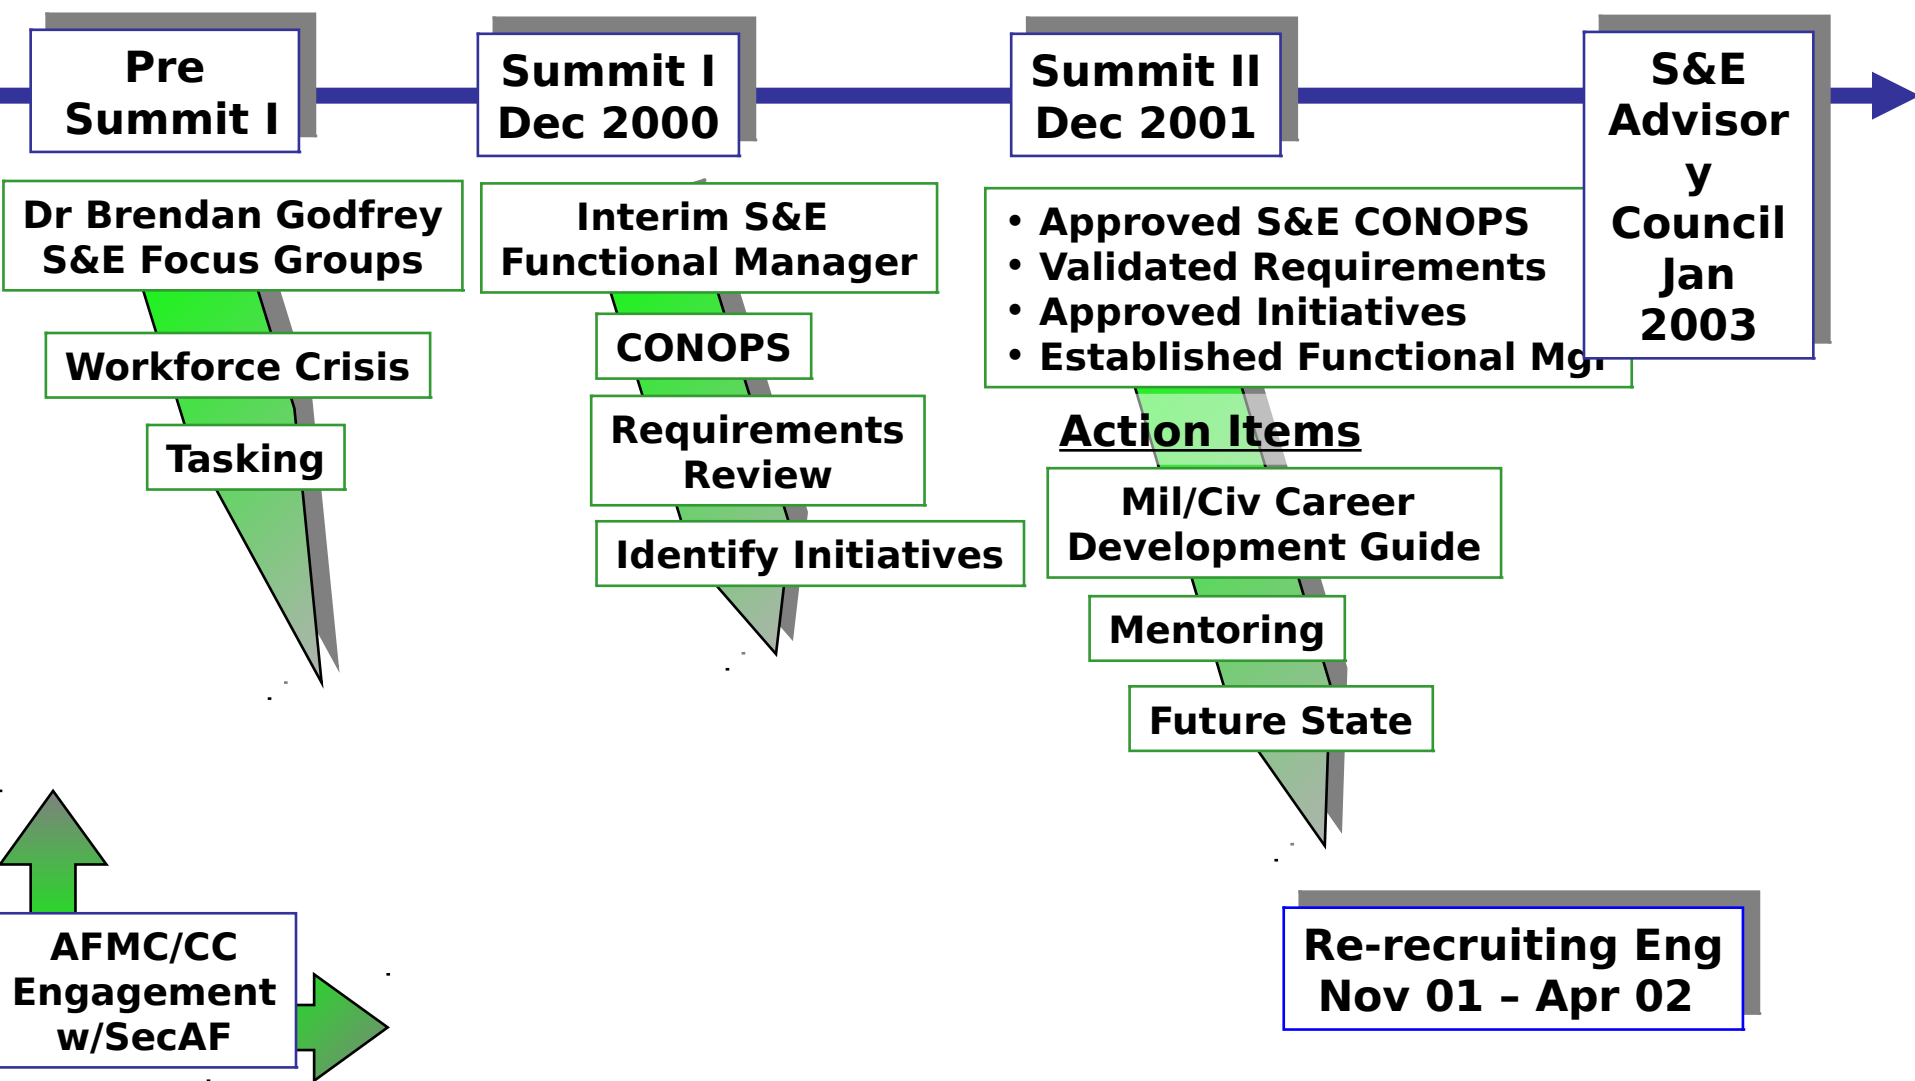 Pre
Summit I
Summit I
Dec 2000
Summit II
Dec 2001
S&E
Advisor
y
Council
Jan
2003
Dr Brendan Godfrey
S&E Focus Groups
Workforce Crisis
Tasking
Interim S&E
Functional Manager
CONOPS
Requirements
Review
Identify Initiatives
• Approved S&E CONOPS
• Validated Requirements
• Approved Initiatives
• Established Functional Mgr
Action Items
Mil/Civ Career
Development Guide
Mentoring
Future State
AFMC/CC
Engagement
w/SecAF
Re-recruiting Eng
Nov 01 – Apr 02